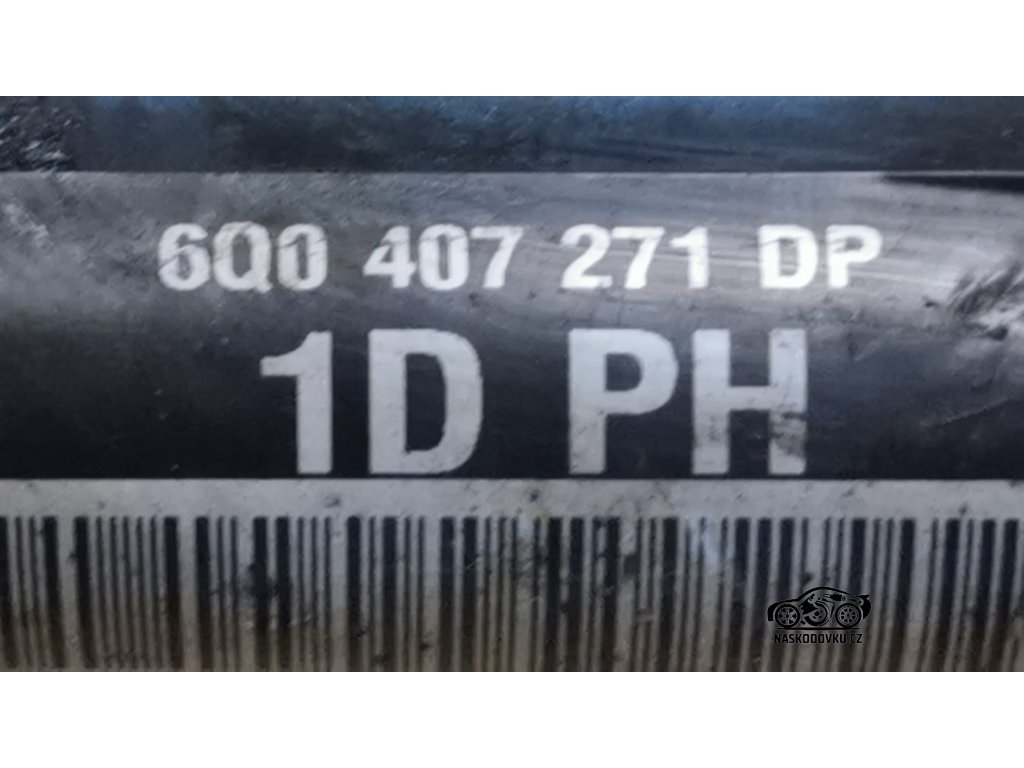 6Q0 407 271 DP
1D PH
NASKODOVKU.CZ